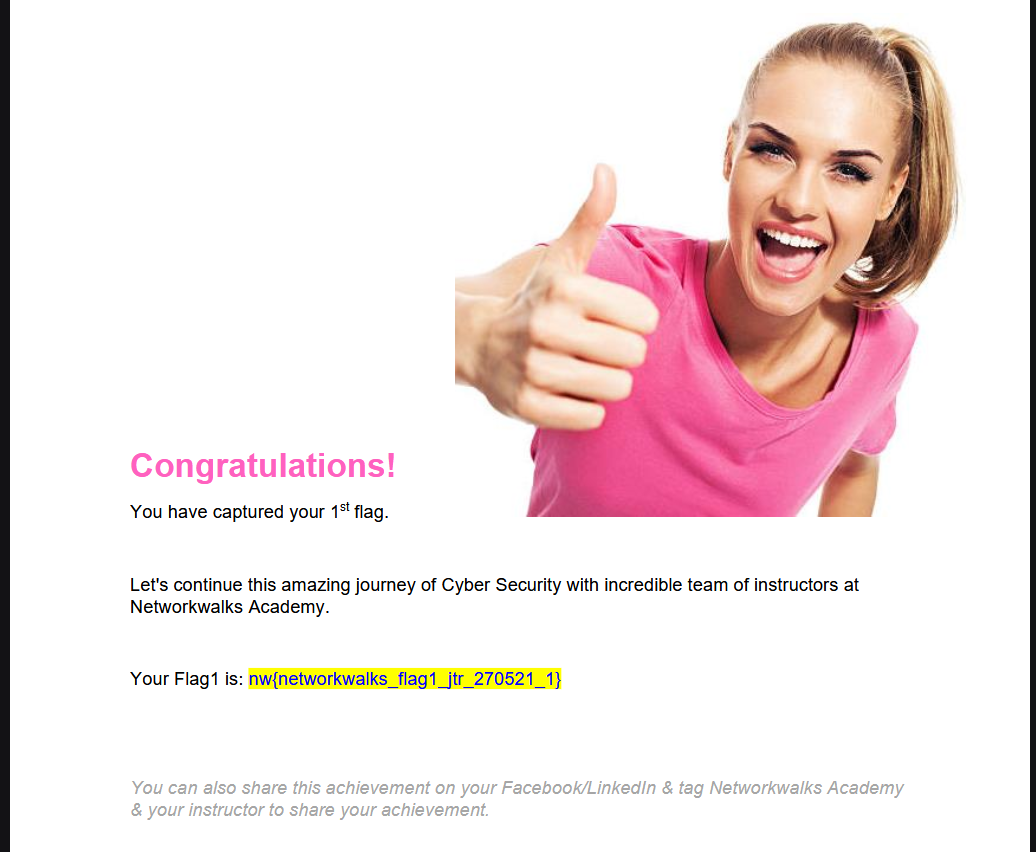 Congratulations!
You have captured your 1st flag.
Let's continue this amazing journey of Cyber Security with incredible team of instructors at
Networkwalks Academy.
Your Flag1 is: nw{networkwalks_flag1_jtr_270521_1}
You can also share this achievement on your Facebook/LinkedIn & tag Networkwalks Academy
& your instructor to share your achievement.